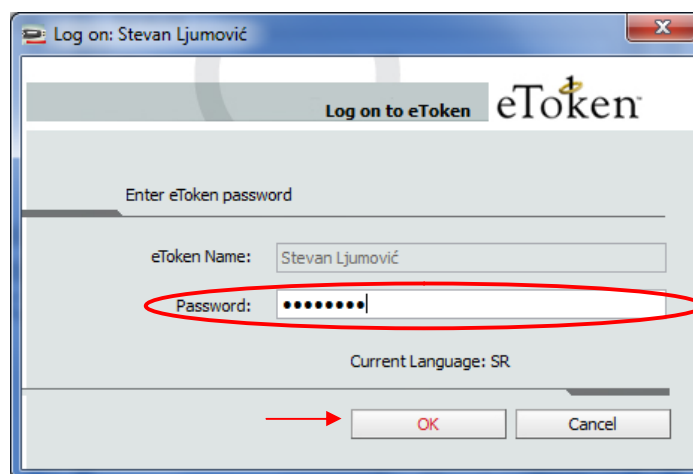 Log on: Stevan Ljumović
Log on to eToken
eToken
Enter eToken password
eToken Name: Stevan Ljumović
Password: ••••••••
Current Language: SR
OK Cancel